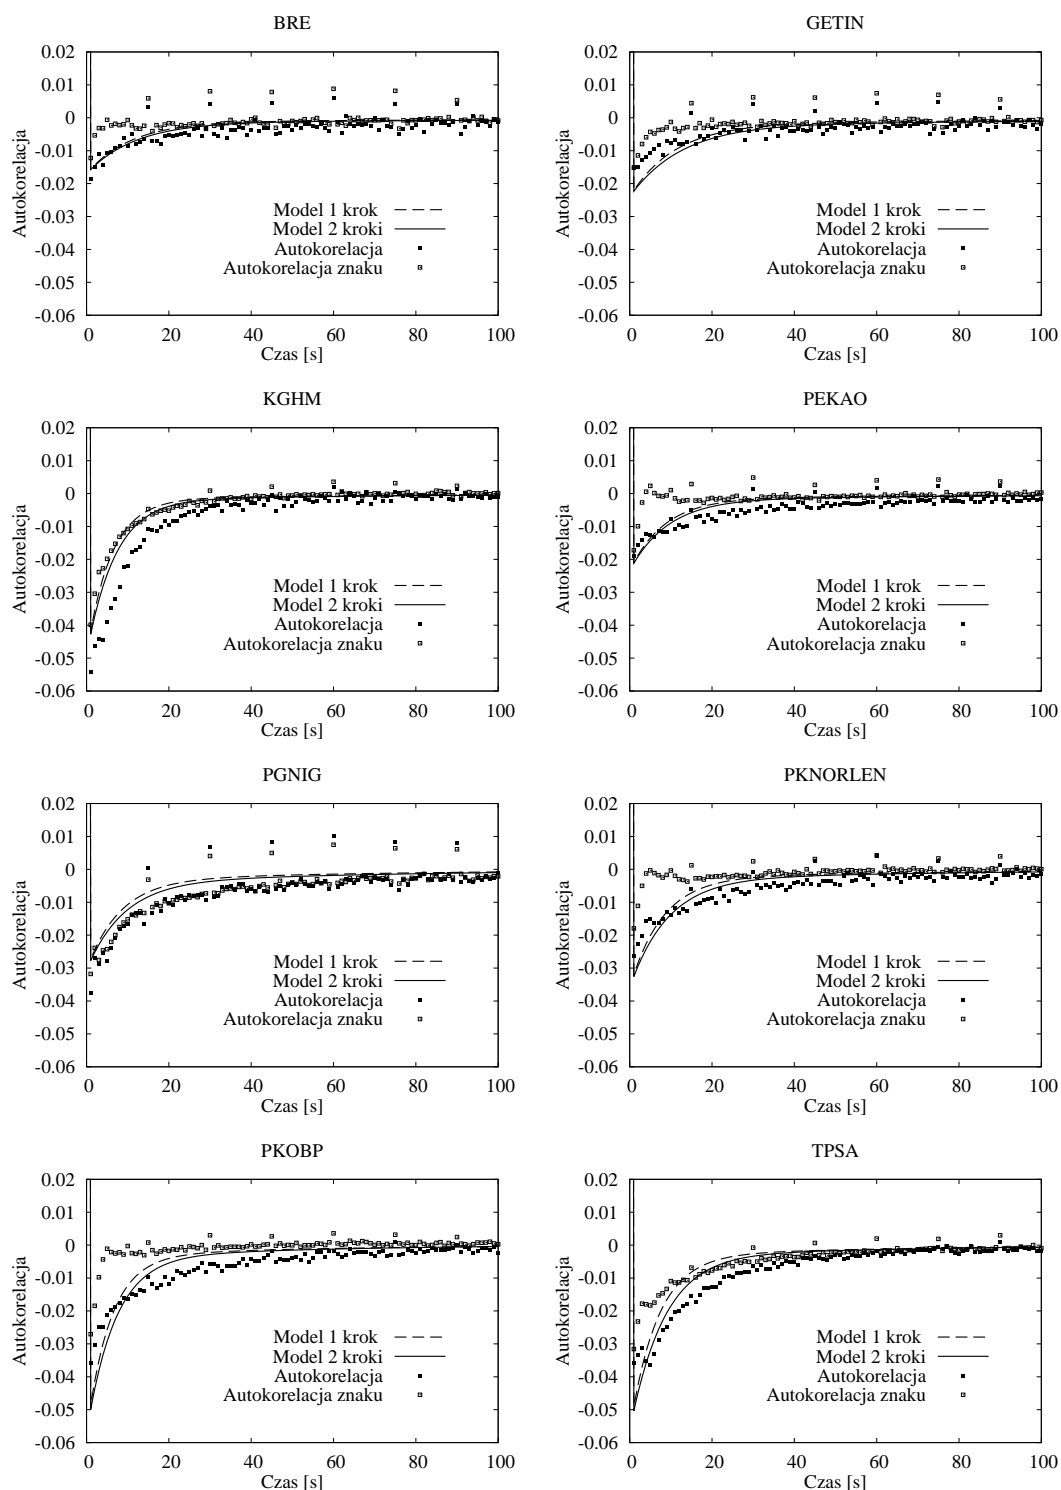 BRE
0.02
0.01
0
-0.01
-0.02
-0.03
-0.04
-0.05
-0.06
Autokorelacja
Model 1 krok
Model 2 kroki
Autokorelacja
Autokorelacja znaku
0 20 40 60 80 100
Czas [s]
GETIN
0.02
0.01
0
-0.01
-0.02
-0.03
-0.04
-0.05
-0.06
Autokorelacja
Model 1 krok
Model 2 kroki
Autokorelacja
Autokorelacja znaku
0 20 40 60 80 100
Czas [s]
KGHM
0.02
0.01
0
-0.01
-0.02
-0.03
-0.04
-0.05
-0.06
Autokorelacja
Model 1 krok
Model 2 kroki
Autokorelacja
Autokorelacja znaku
0 20 40 60 80 100
Czas [s]
PEKAO
0.02
0.01
0
-0.01
-0.02
-0.03
-0.04
-0.05
-0.06
Autokorelacja
Model 1 krok
Model 2 kroki
Autokorelacja
Autokorelacja znaku
0 20 40 60 80 100
Czas [s]
PGNIG
0.02
0.01
0
-0.01
-0.02
-0.03
-0.04
-0.05
-0.06
Autokorelacja
Model 1 krok
Model 2 kroki
Autokorelacja
Autokorelacja znaku
0 20 40 60 80 100
Czas [s]
PKNORLEN
0.02
0.01
0
-0.01
-0.02
-0.03
-0.04
-0.05
-0.06
Autokorelacja
Model 1 krok
Model 2 kroki
Autokorelacja
Autokorelacja znaku
0 20 40 60 80 100
Czas [s]
PKOBP
0.02
0.01
0
-0.01
-0.02
-0.03
-0.04
-0.05
-0.06
Autokorelacja
Model 1 krok
Model 2 kroki
Autokorelacja
Autokorelacja znaku
0 20 40 60 80 100
Czas [s]
TPSA
0.02
0.01
0
-0.01
-0.02
-0.03
-0.04
-0.05
-0.06
Autokorelacja
Model 1 krok
Model 2 kroki
Autokorelacja
Autokorelacja znaku
0 20 40 60 80 100
Czas [s]